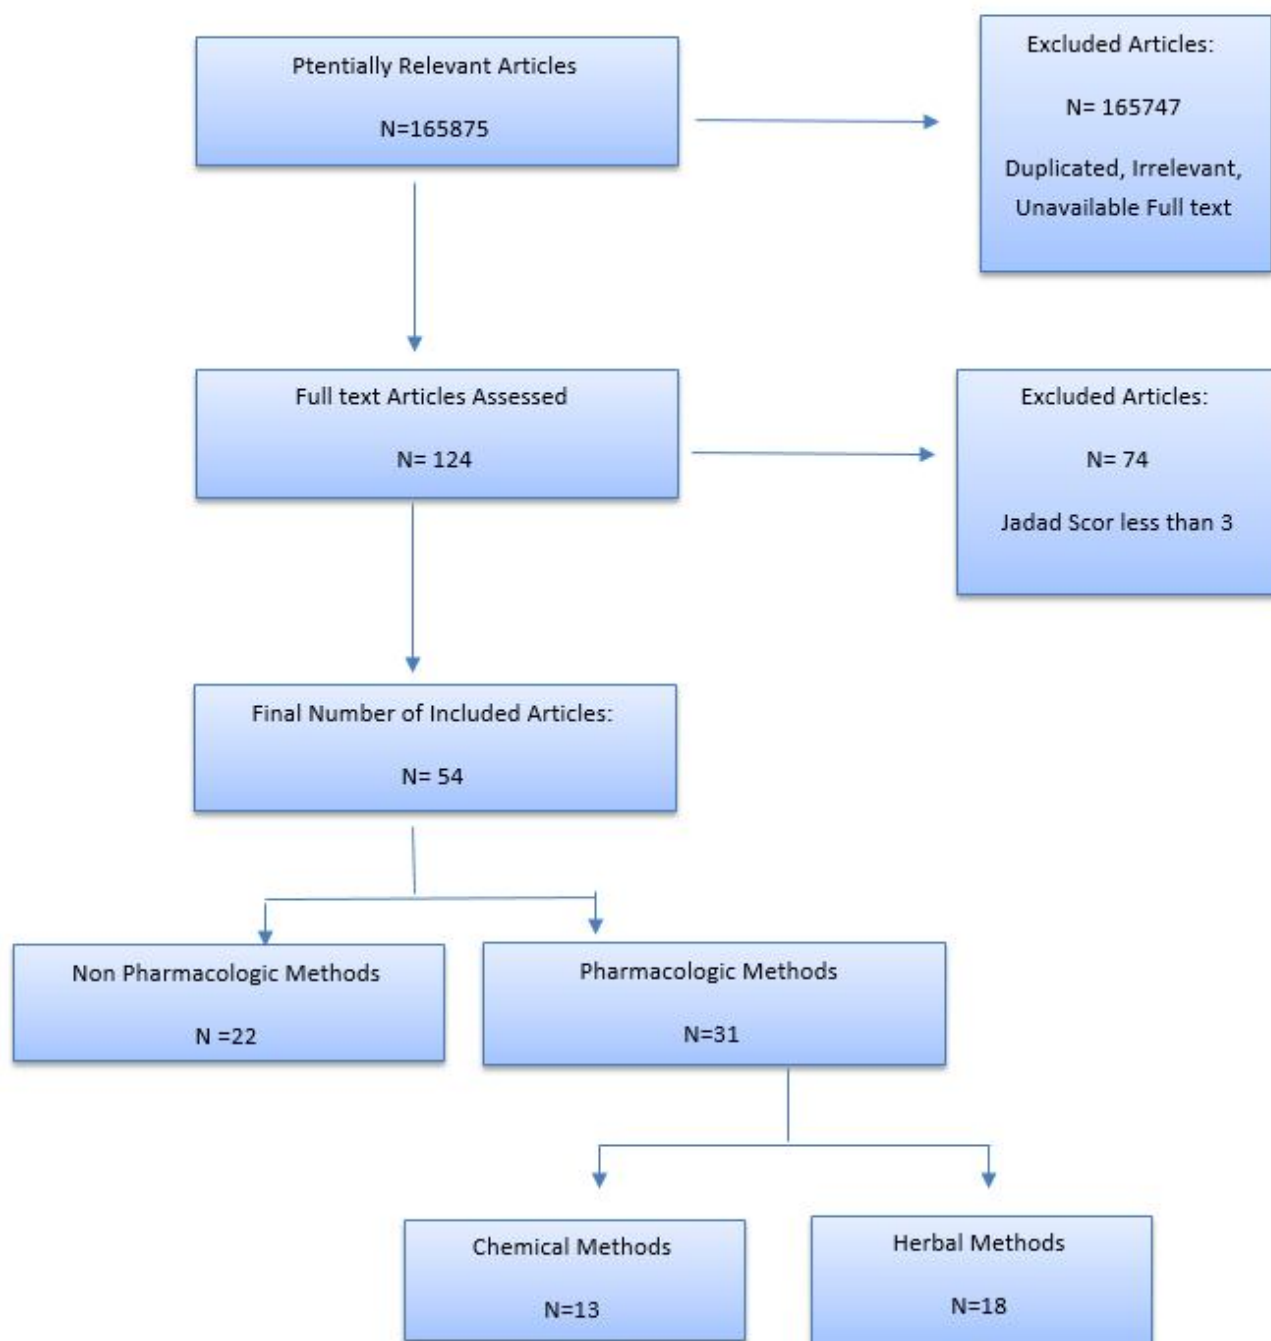 Ptentially Relevant Articles
N=165875
Excluded Articles:
N= 165747
Duplicated, Irrelevant,
Unavailable Full text
Full text Articles Assessed
N= 124
Excluded Articles:
N= 74
Jadad Scor less than 3
Final Number of Included Articles:
N= 54
Non Pharmacologic Methods
N =22
Pharmacologic Methods
N=31
Chemical Methods
N=13
Herbal Methods
N=18